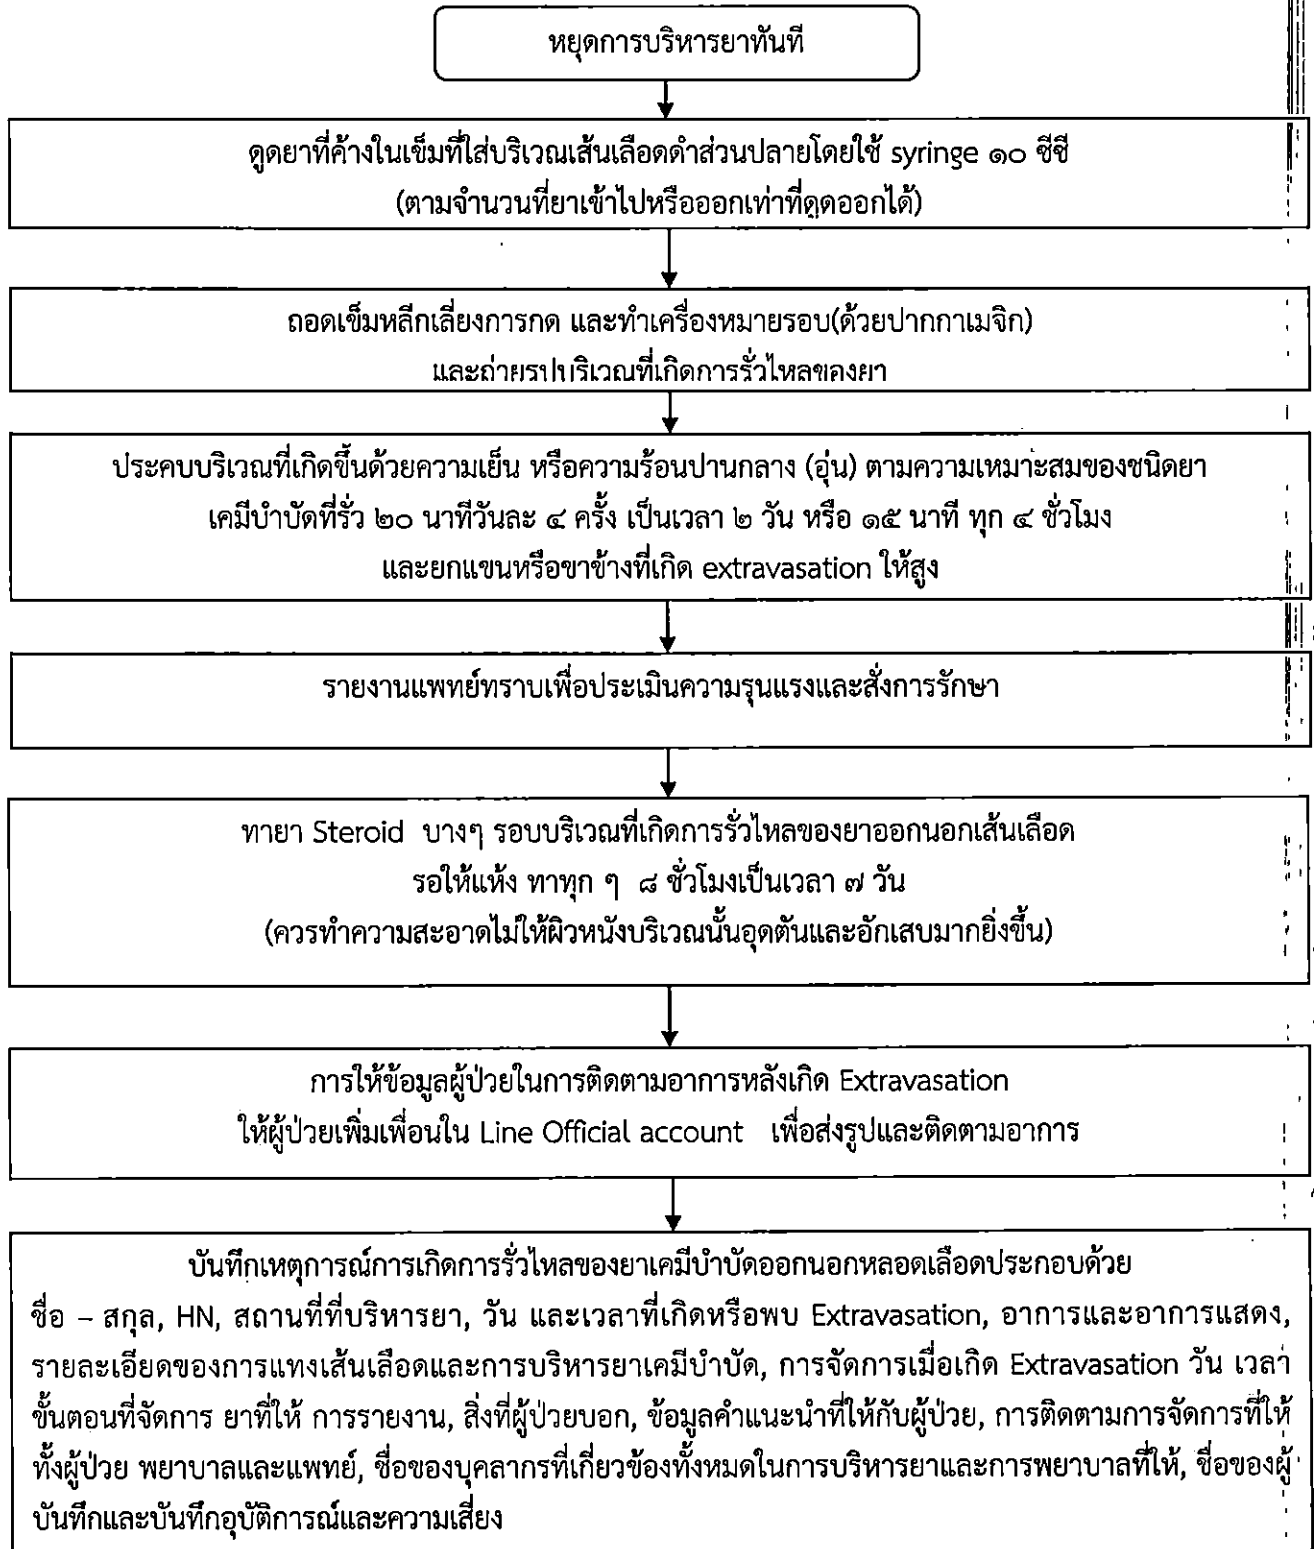 หยุดการบริหารยาทันที
ดูดยาที่ค้างในเข็มที่ใส่บริเวณเส้นเลือดดำส่วนปลายโดยใช้ syringe ๑๐ ซีซี
(ตามจำนวนที่ยาเข้าไปหรือออกเท่าที่ดูดออกได้)
ถอดเข็มหลีกเลี่ยงการกด และทำเครื่องหมายรอบ(ด้วยปากกาเมจิก)
และถ่ายรูปบริเวณที่เกิดการรั่วไหลของยา
ประคบบริเวณที่เกิดขึ้นด้วยความเย็น หรือความร้อนปานกลาง (อุ่น) ตามความเหมาะสมของชนิดยา
เคมีบำบัดที่รั่ว ๒๐ นาทีวันละ ๔ ครั้ง เป็นเวลา ๒ วัน หรือ ๑๕ นาที ทุก ๔ ชั่วโมง
และยกแขนหรือขาข้างที่เกิด extravasation ให้สูง
รายงานแพทย์ทราบเพื่อประเมินความรุนแรงและสั่งการรักษา
ทายา Steroid บางๆ รอบบริเวณที่เกิดการรั่วไหลของยาออกนอกเส้นเลือด
รอให้แห้ง ทาทุก ๆ ๘ ชั่วโมงเป็นเวลา ๗ วัน
(ควรทำความสะอาดไม่ให้ผิวหนังบริเวณนั้นอุดตันและอักเสบมากยิ่งขึ้น)
การให้ข้อมูลผู้ป่วยในการติดตามอาการหลังเกิด Extravasation
ให้ผู้ป่วยเพิ่มเพื่อนใน Line Official account เพื่อส่งรูปและติดตามอาการ
บันทึกเหตุการณ์การเกิดการรั่วไหลของยาเคมีบำบัดออกนอกหลอดเลือดประกอบด้วย
ชื่อ – สกุล, HN, สถานที่ที่บริหารยา, วัน และเวลาที่เกิดหรือพบ Extravasation, อาการและอาการแสดง,
รายละเอียดของการแทงเส้นเลือดและการบริหารยาเคมีบำบัด, การจัดการเมื่อเกิด Extravasation วัน เวลา
ขั้นตอนที่จัดการ ยาที่ให้ การรายงาน, สิ่งที่ผู้ป่วยบอก, ข้อมูลคำแนะนำที่ให้กับผู้ป่วย, การติดตามการจัดการที่ให้
ทั้งผู้ป่วย พยาบาลและแพทย์, ชื่อของบุคลากรที่เกี่ยวข้องทั้งหมดในการบริหารยาและการพยาบาลที่ให้, ชื่อของผู้
บันทึกและบันทึกอุบัติการณ์และความเสี่ยง